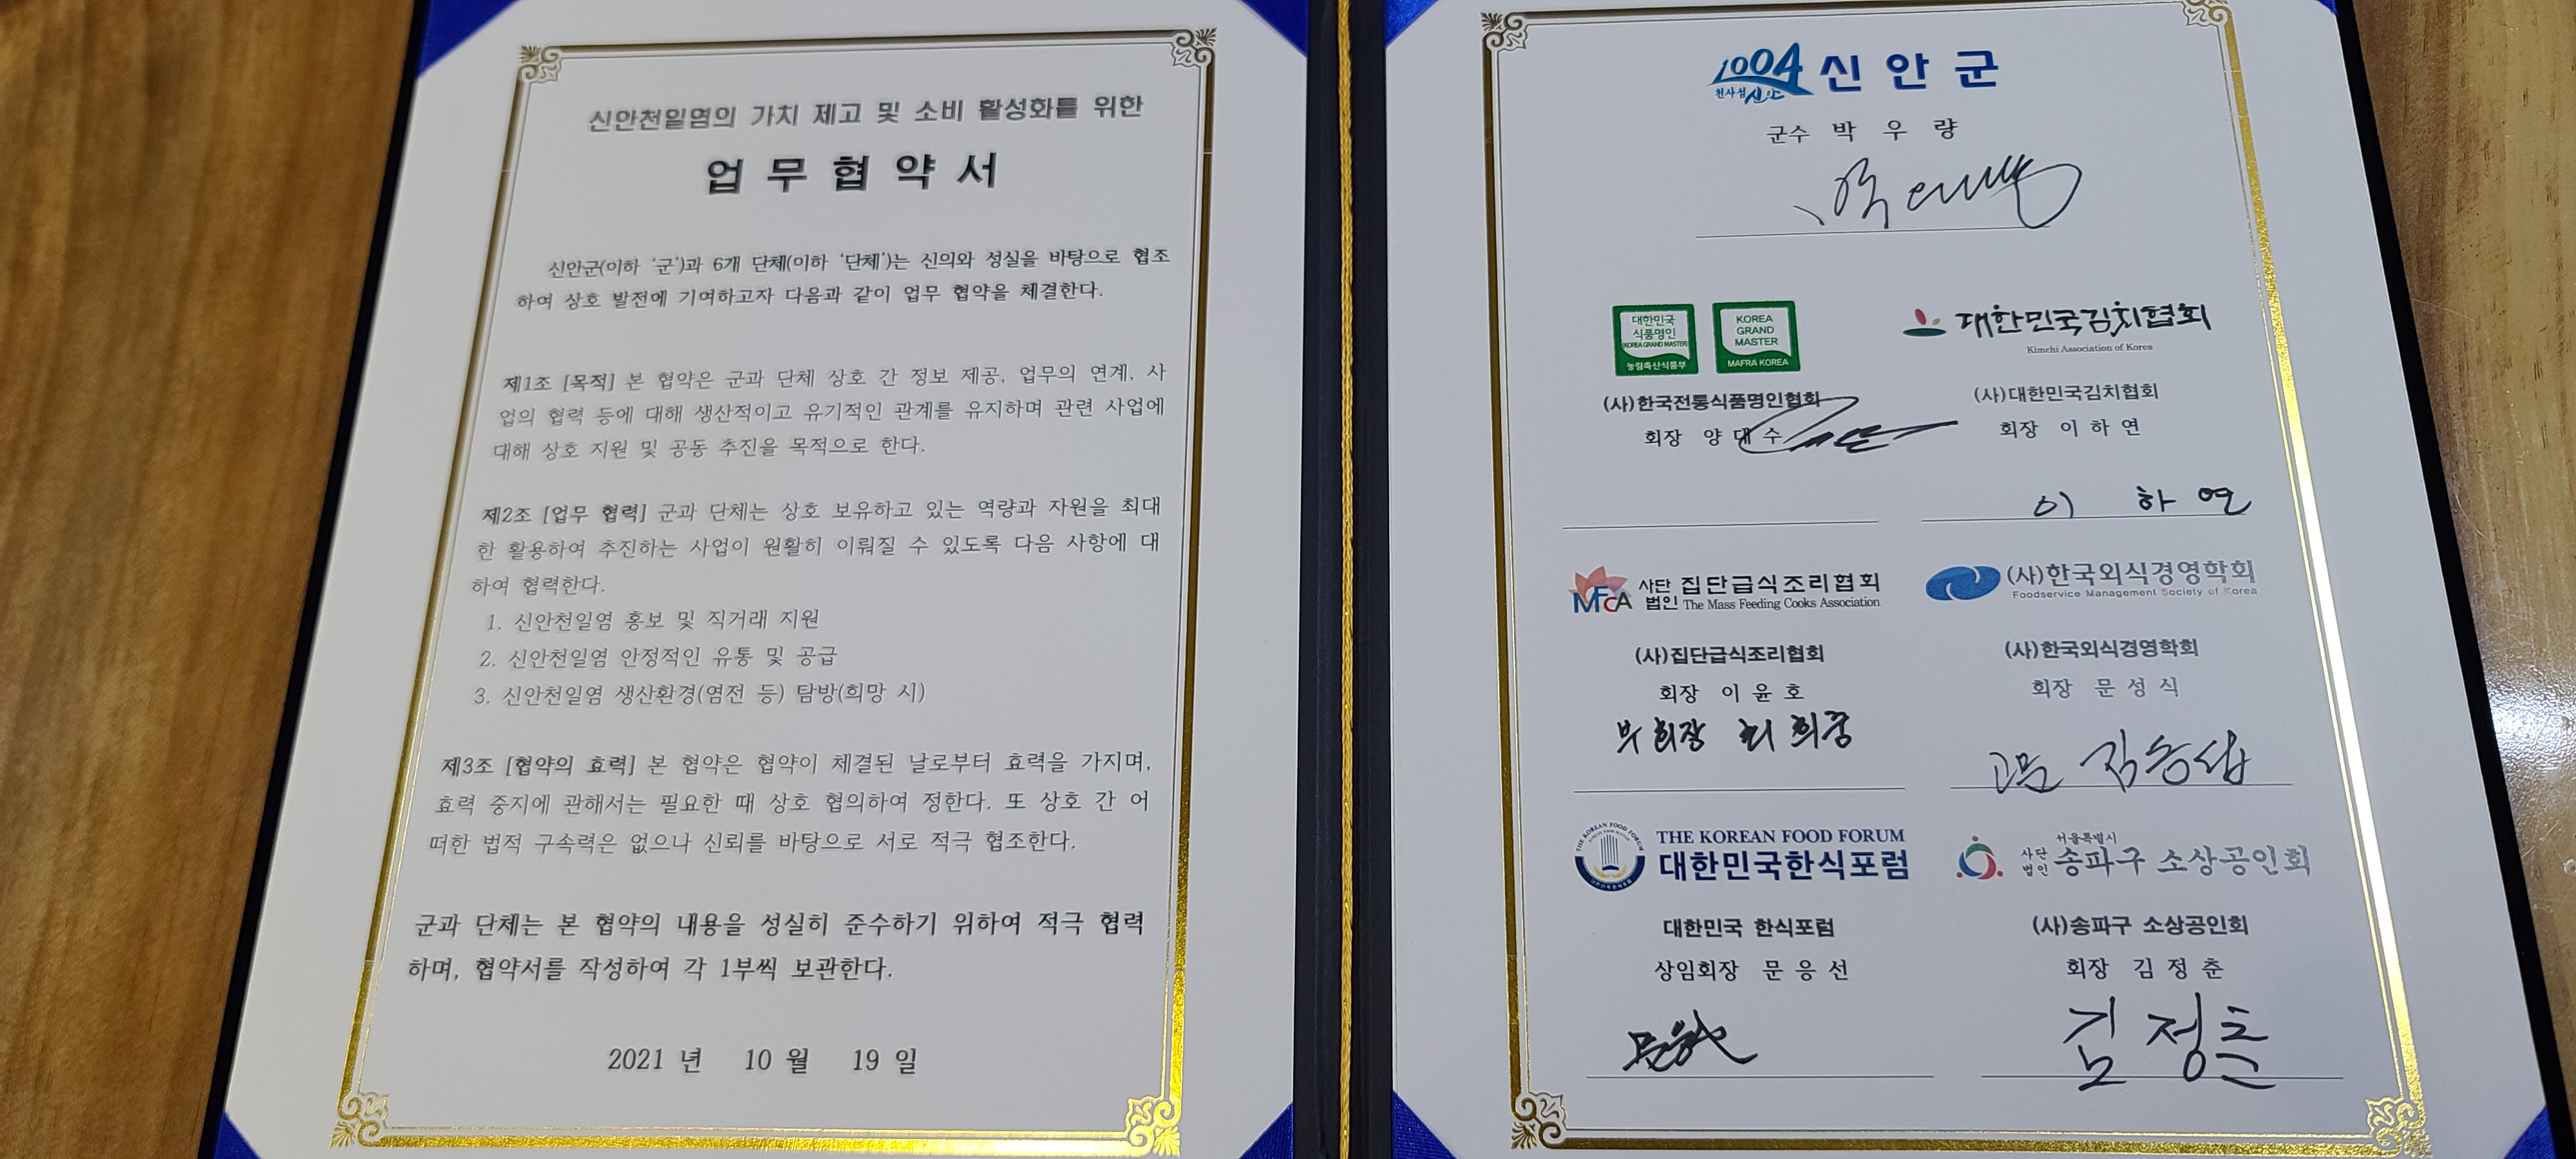 신안천일염의 가치 제고 및 소비 활성화를 위한
업 무 협 약 서
신안군(이하 '군')과 6개 단체(이하 '단체')는 신의와 성실을 바탕으로 협조
하여 상호 발전에 기여하고자 다음과 같이 업무 협약을 체결한다.
제1조 [목적] 본 협약은 군과 단체 상호 간 정보 제공, 업무의 연계, 사
업의 협력 등에 대해 생산적이고 유기적인 관계를 유지하며 관련 사업에
대해 상호 지원 및 공동 추진을 목적으로 한다.
제2조 [업무 협력] 군과 단체는 상호 보유하고 있는 역량과 자원을 최대
한 활용하여 추진하는 사업이 원활히 이뤄질 수 있도록 다음 사항에 대
하여 협력한다.
1. 신안천일염 홍보 및 직거래 지원
2. 신안천일염 안정적인 유통 및 공급
3. 신안천일염 생산환경(염전 등) 탐방(희망 시)
제3조 [협약의 효력] 본 협약은 협약이 체결된 날로부터 효력을 가지며,
효력 중지에 관해서는 필요한 때 상호 협의하여 정한다. 또 상호 간 어
떠한 법적 구속력은 없으나 신뢰를 바탕으로 서로 적극 협조한다.
군과 단체는 본 협약의 내용을 성실히 준수하기 위하여 적극 협력
하며, 협약서를 작성하여 각 1부씩 보관한다.
2021 년 10 월 19 일
1004 천사섬 신안 신 안 군
군수 박 우 량
대한민국
식품명인
(KOREA GRAND MASTER)
농림축산식품부
KOREA
GRAND
MASTER
MAFRA KOREA
(사)한국전통식품명인협회
회장 양 대 수
대한민국김치협회
Kimchi Association of Korea
(사)대한민국김치협회
회장 이 하 연
이 하 연
MFCA 사단법인 집단급식조리협회
The Mass Feeding Cooks Association
(사)집단급식조리협회
회장 이 윤 호
부회장 최 희
(사)한국외식경영학회
Foodservice Management Society of Korea
(사)한국외식경영학회
회장 문 성 식
고문
THE KOREAN FOOD FORUM
대한민국한식포럼
대한민국 한식포럼
상임회장 문 응 선
서울특별시
사단법인 송파구 소상공인회
(사)송파구 소상공인회
회장 김 정 춘
김 정 춘